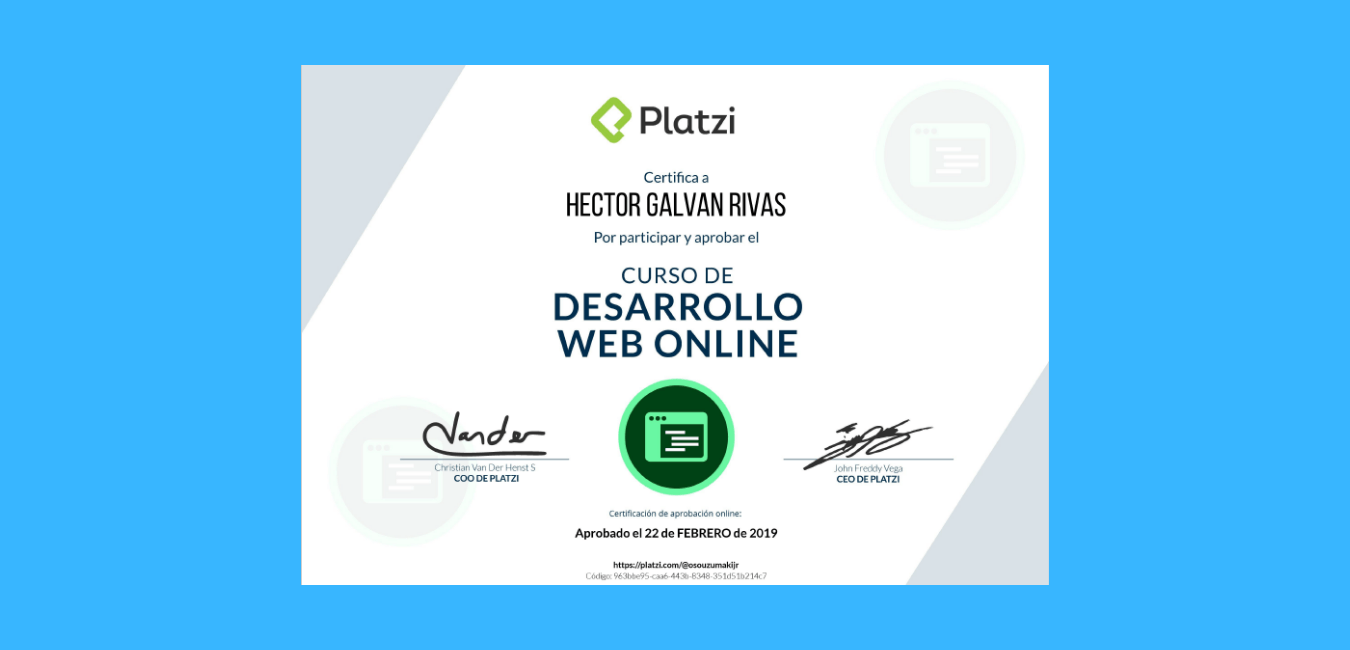 Platzi
Certifica a
HECTOR GALVAN RIVAS
Por participar y aprobar el
CURSO DE
DESARROLLO
WEB ONLINE
Vander
Christian Van Der Henst S
COO DE PLATZI
John Freddy Vega
CEO DE PLATZI
Certificación de aprobación online:
Aprobado el 22 de FEBRERO de 2019
https://platzi.com/@osouzumakijr
Código: 963bbe95-caa6-443b-8348-351d51b214c7